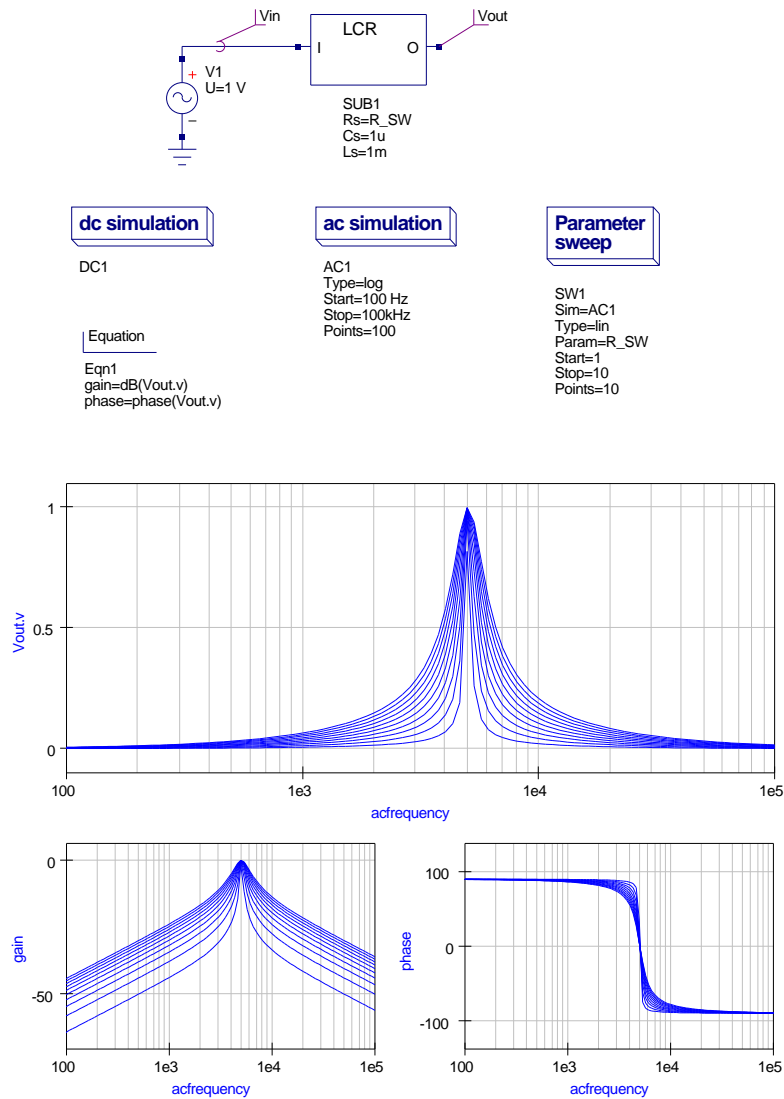 Vin
Vout
LCR
I
O
+
V1
U=1 V
−
SUB1
Rs=R_SW
Cs=1u
Ls=1m
dc simulation
DC1
ac simulation
AC1
Type=log
Start=100 Hz
Stop=100kHz
Points=100
Parameter
sweep
SW1
Sim=AC1
Type=lin
Param=R_SW
Start=1
Stop=10
Points=10
Equation
Eqn1
gain=dB(Vout.v)
phase=phase(Vout.v)
1
0.5
0
Vout.v
100
1e3
1e4
1e5
acfrequency
0
-50
gain
100
1e3
1e4
1e5
acfrequency
100
0
-100
phase
100
1e3
1e4
1e5
acfrequency